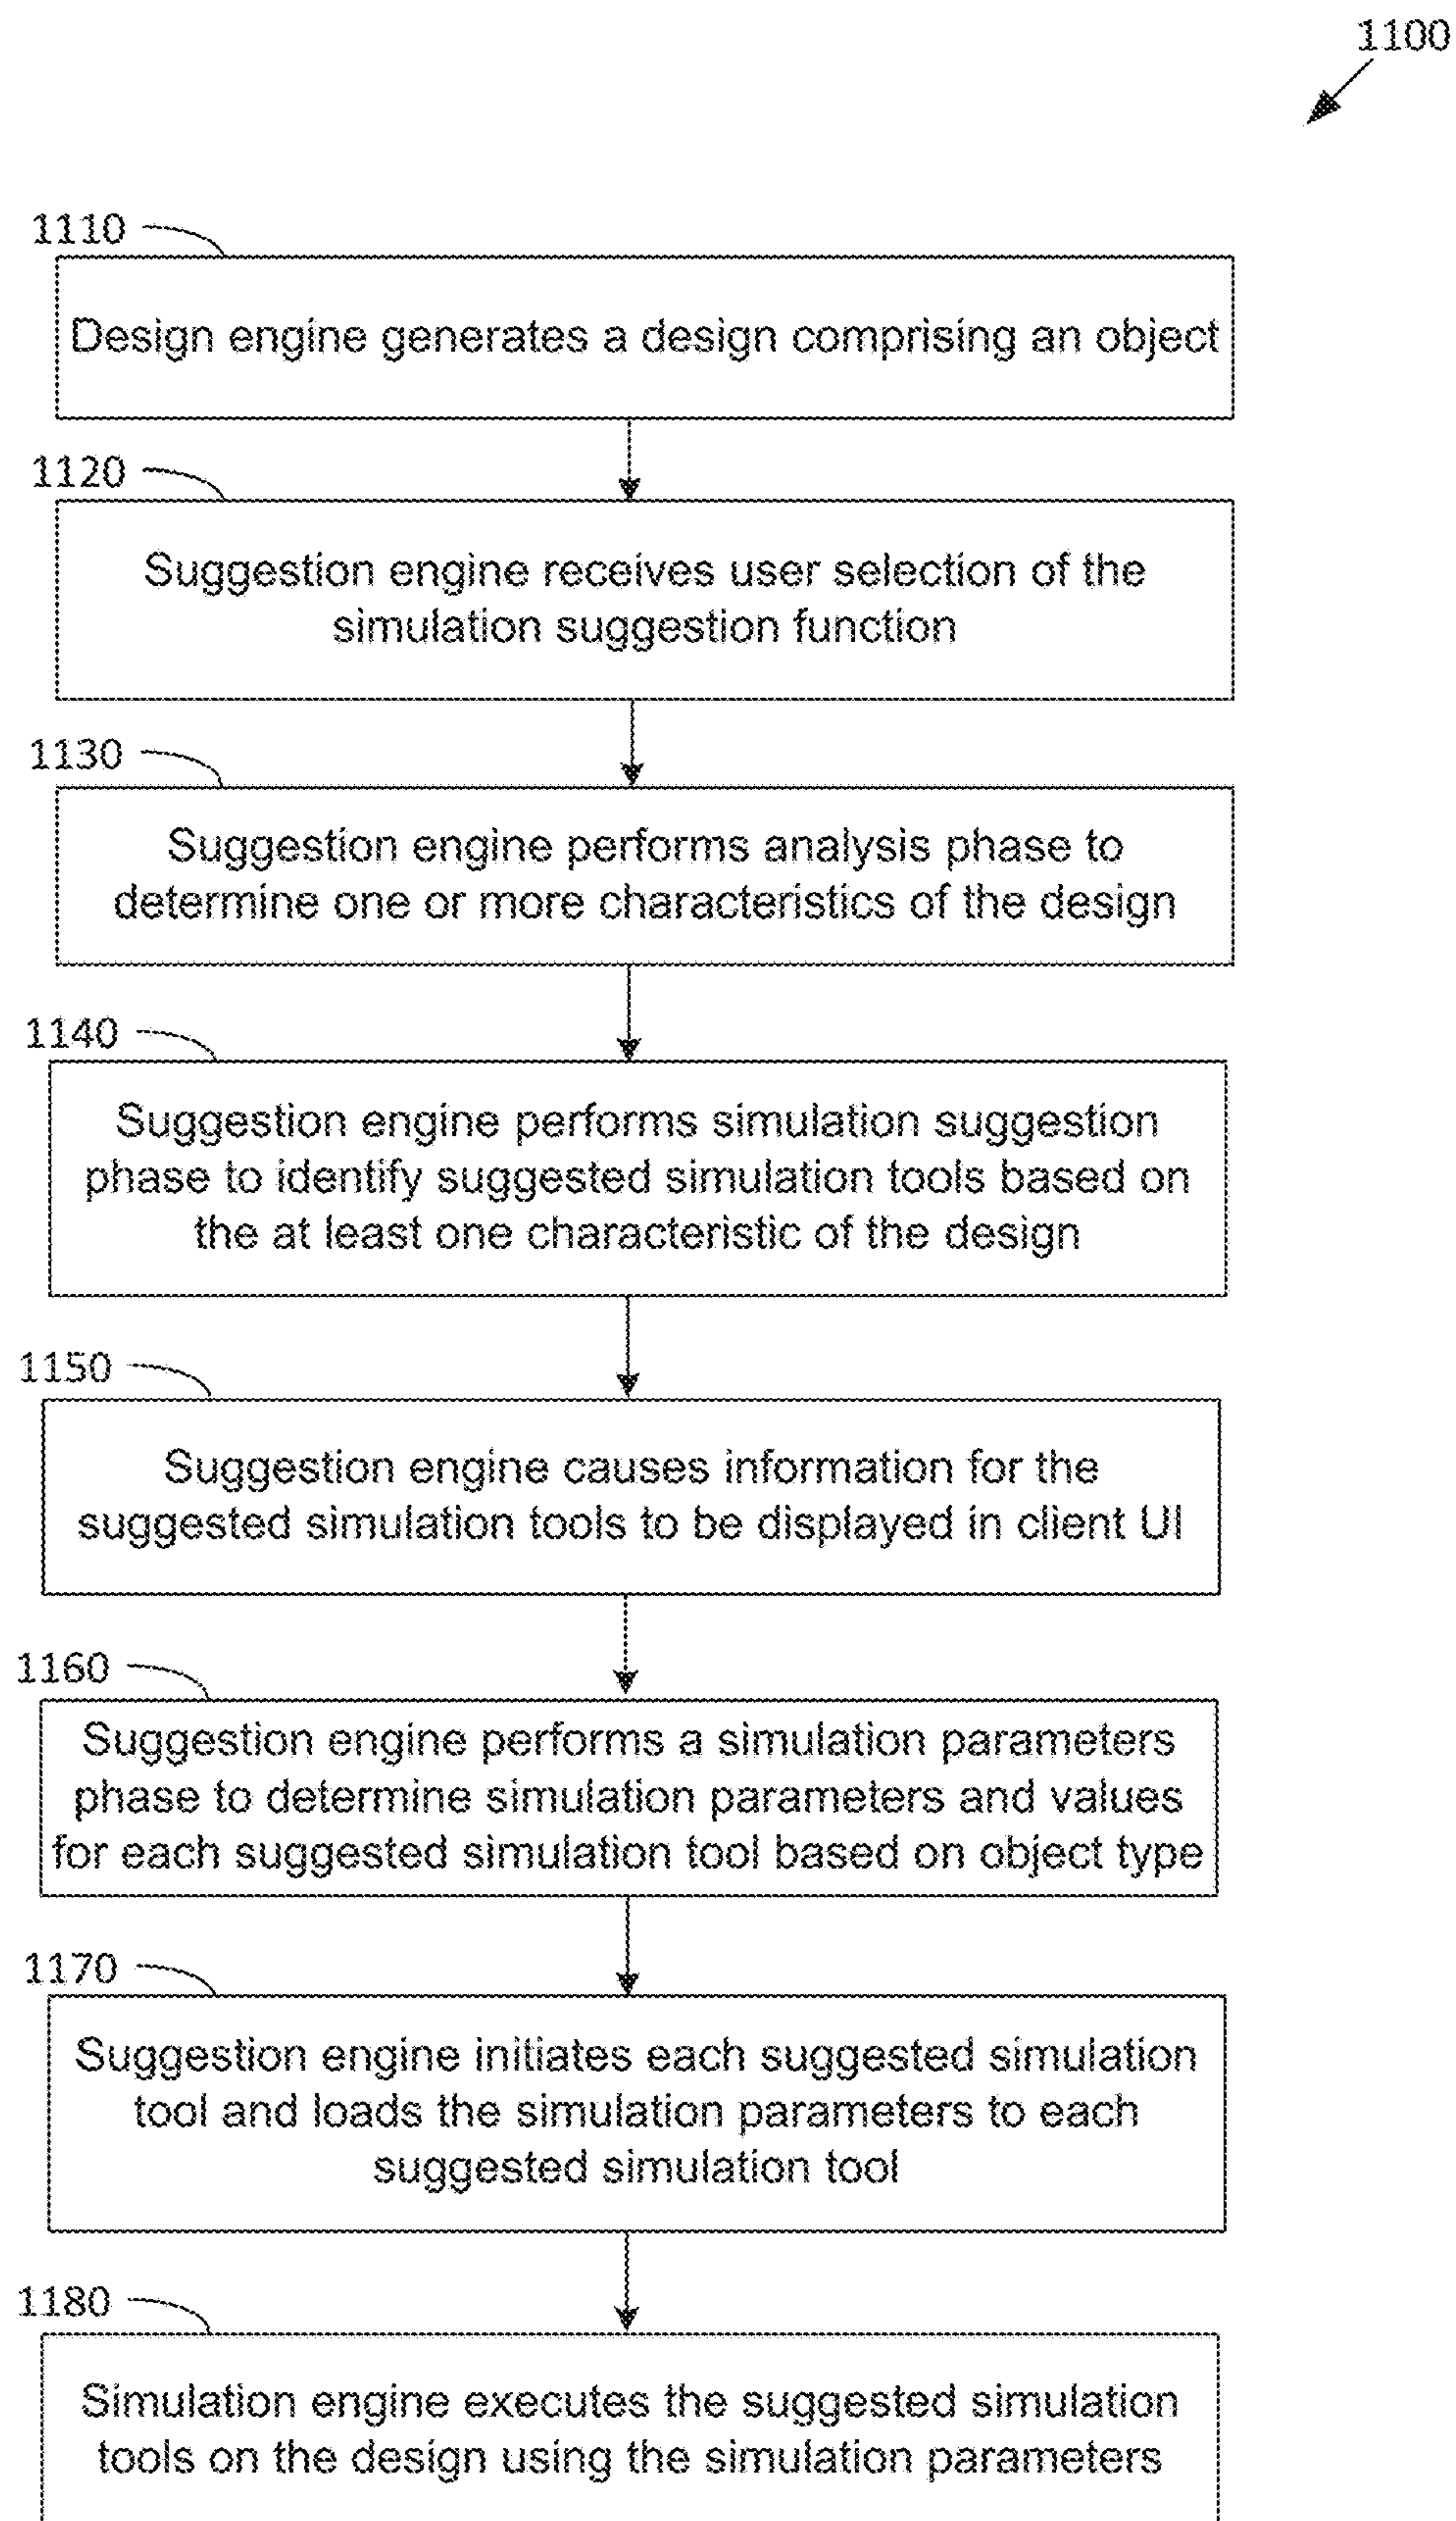 1100
1110
Design engine generates a design comprising an object
1120
Suggestion engine receives user selection of the
simulation suggestion function
1130
Suggestion engine performs analysis phase to
determine one or more characteristics of the design
1140
Suggestion engine performs simulation suggestion
phase to identify suggested simulation tools based on
the at least one characteristic of the design
1150
Suggestion engine causes information for the
suggested simulation tools to be displayed in client UI
1160
Suggestion engine performs a simulation parameters
phase to determine simulation parameters and values
for each suggested simulation tool based on object type
1170
Suggestion engine initiates each suggested simulation
tool and loads the simulation parameters to each
suggested simulation tool
1180
Simulation engine executes the suggested simulation
tools on the design using the simulation parameters